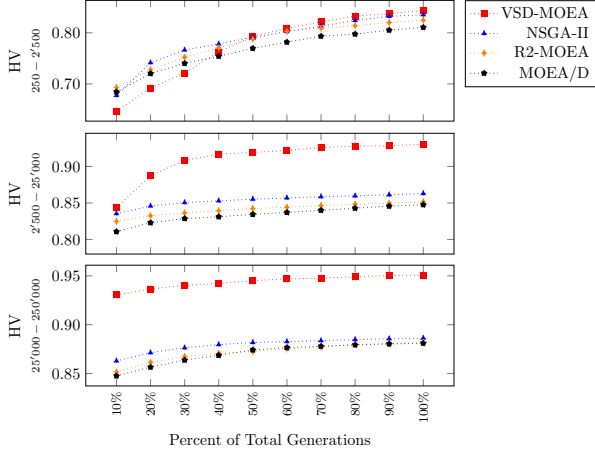 VSD-MOEA
NSGA-II
R2-MOEA
MOEA/D
HV
250 − 2'500
0.80
0.70
HV
2'500 − 25'000
0.90
0.85
0.80
HV
25'000 − 250'000
0.95
0.90
0.85
10%
20%
30%
40%
50%
60%
70%
80%
90%
100%
Percent of Total Generations